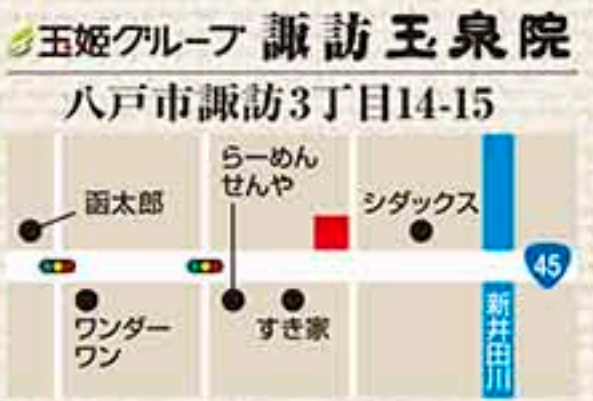 玉姫グループ 諏訪 玉泉院
八戸市諏訪3丁目14-15
らーめん
せんや
函太郎
シダックス
45
ワンダー
ワン
すき家
新井田川